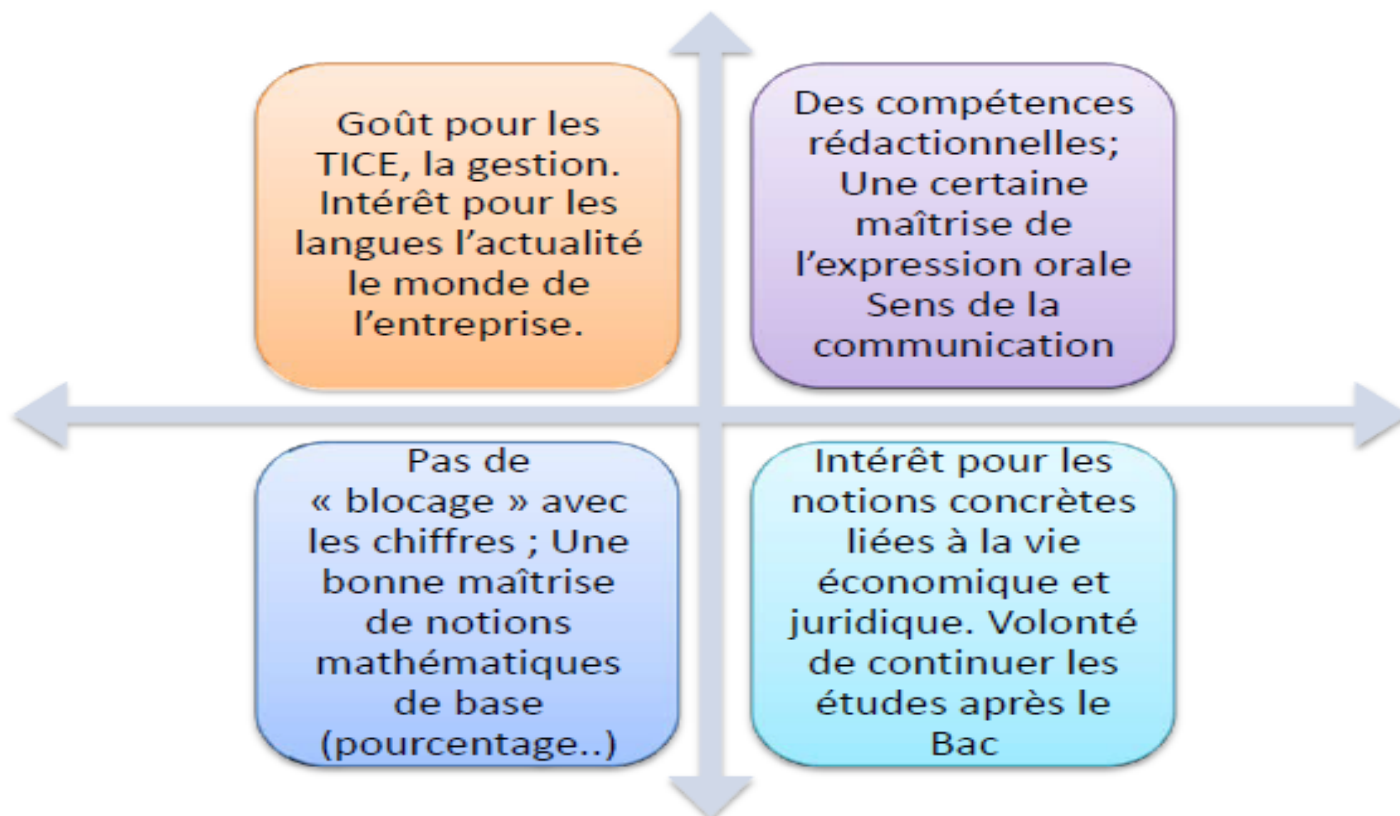 Goût pour les
TICE, la gestion.
Intérêt pour les
langues l’actualité
le monde de
l’entreprise.
Des compétences
rédactionnelles;
Une certaine
maîtrise de
l’expression orale
Sens de la
communication
Pas de
« blocage » avec
les chiffres ; Une
bonne maîtrise
de notions
mathématiques
de base
(pourcentage..)
Intérêt pour les
notions concrètes
liées à la vie
économique et
juridique. Volonté
de continuer les
études après le
Bac